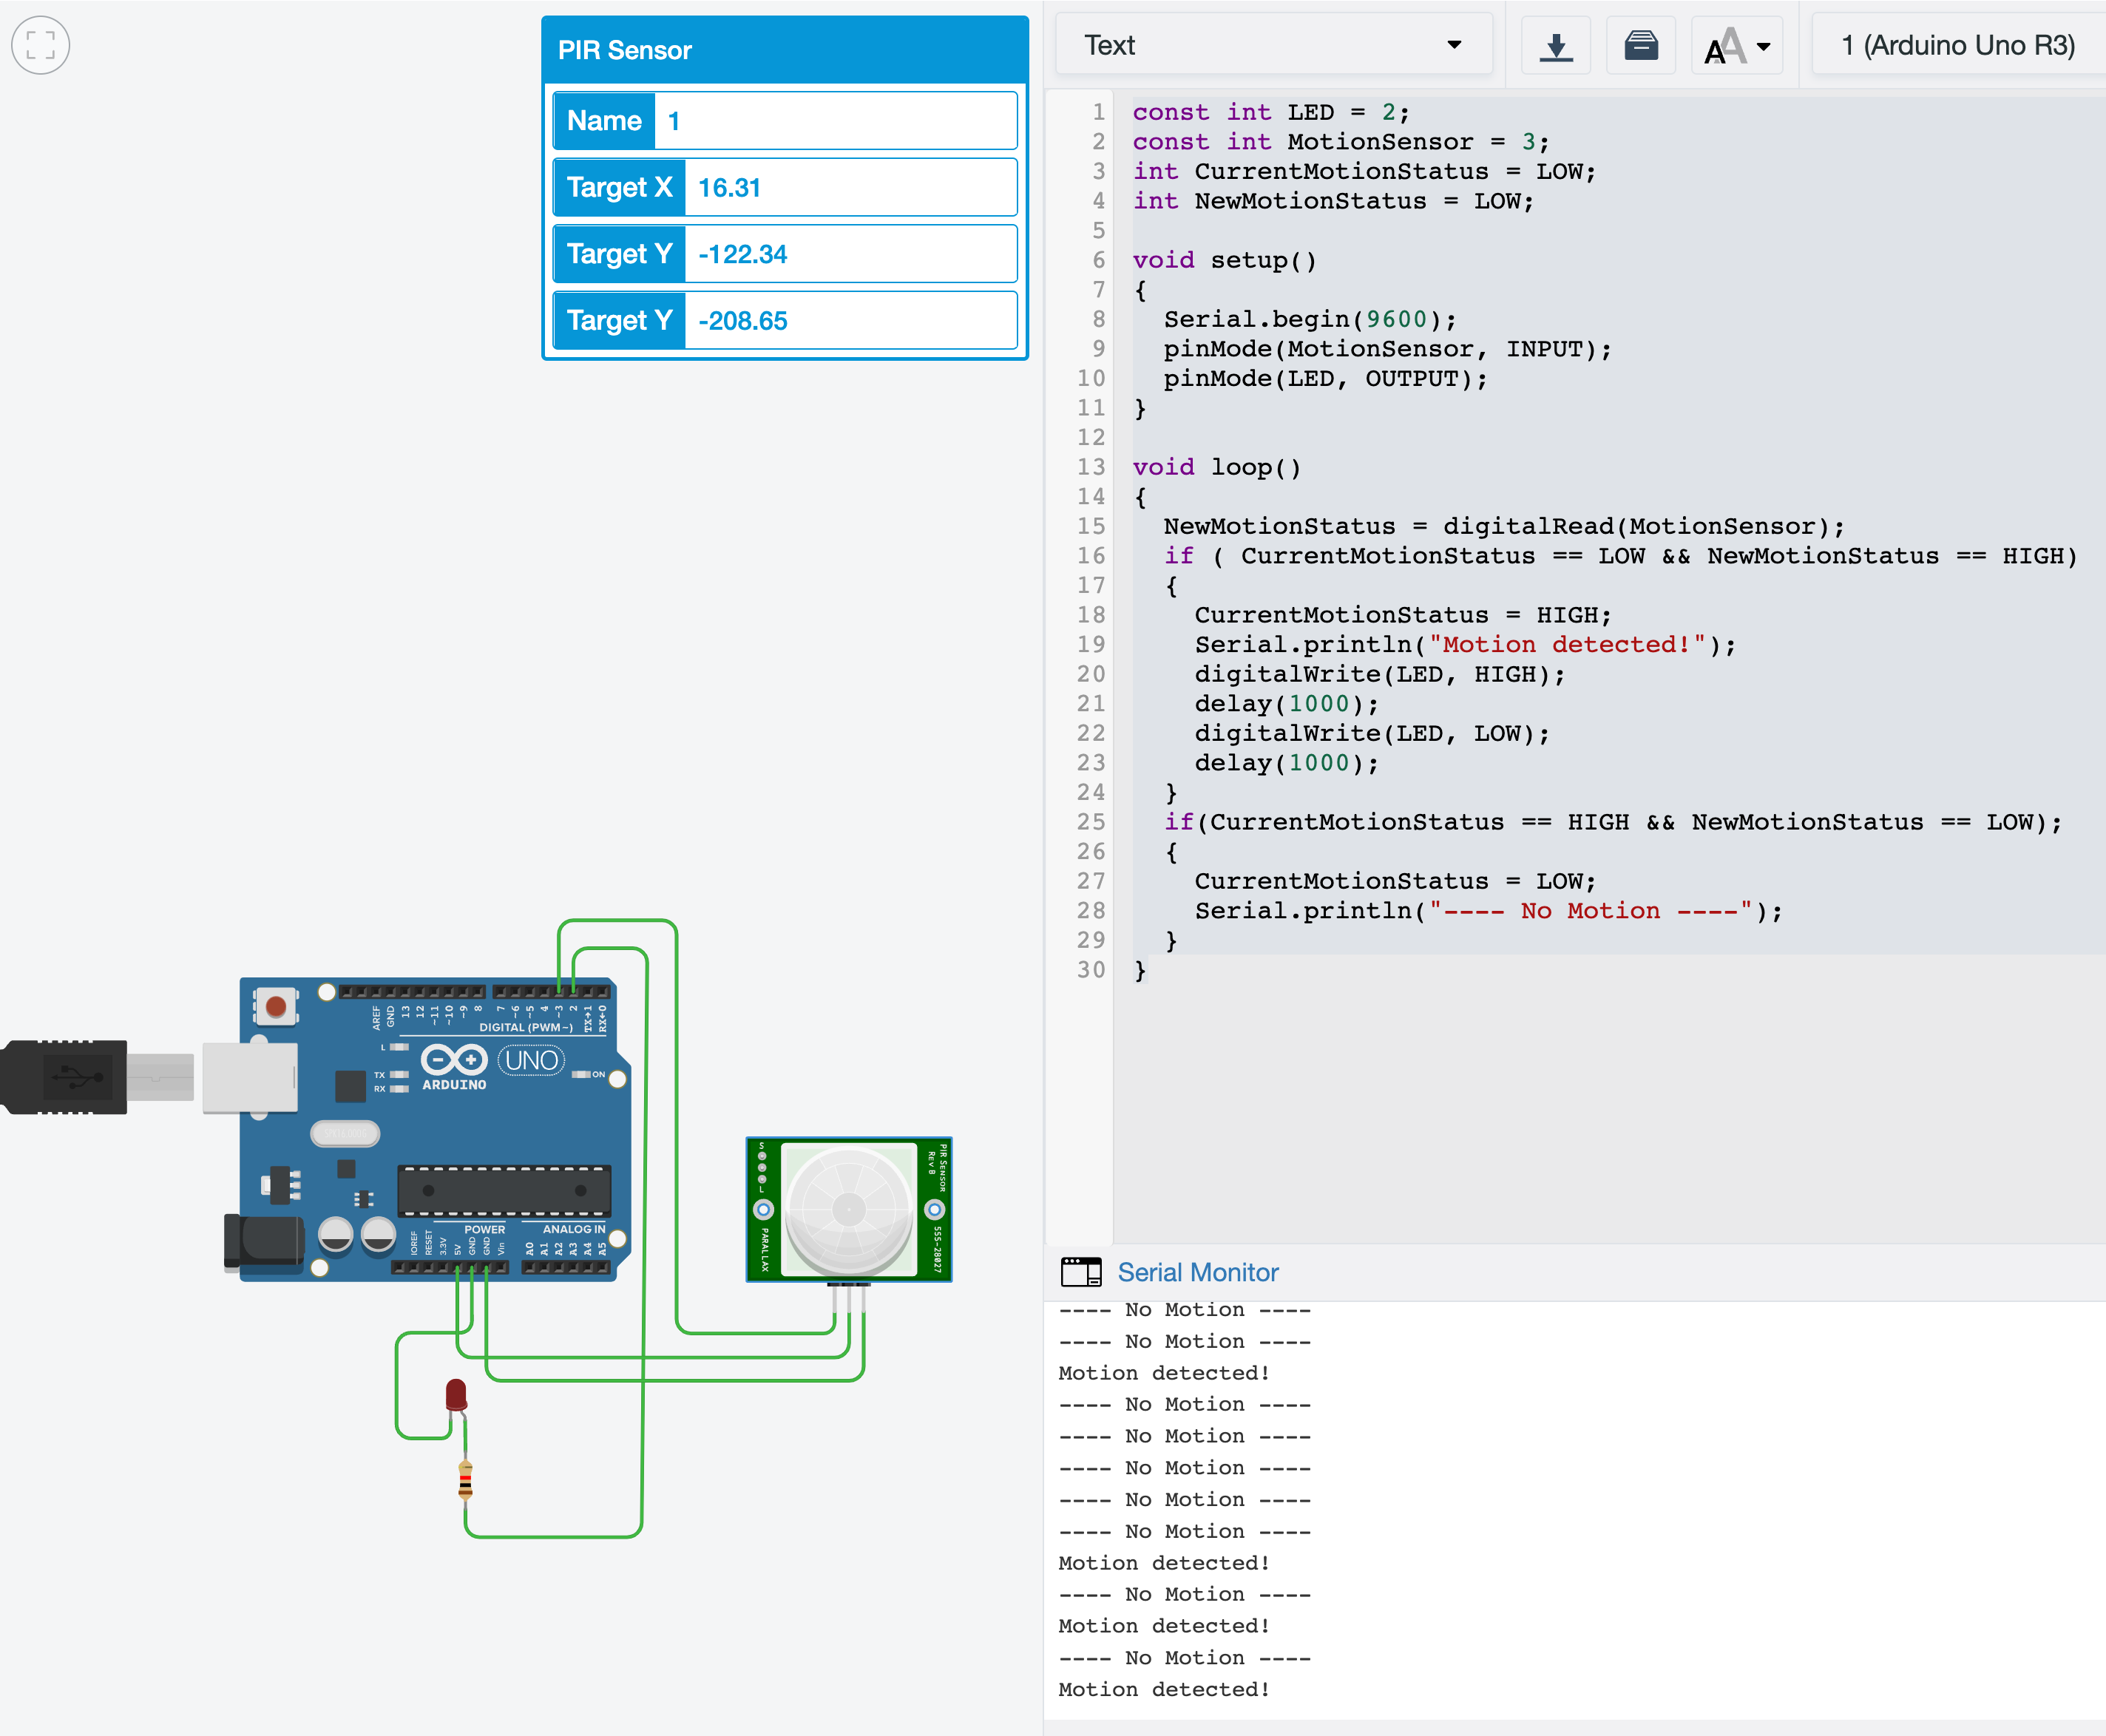 PIR Sensor
Name 1
Target X 16.31
Target Y -122.34
Target Y -208.65
Text
AA
1 (Arduino Uno R3)
1 const int LED = 2;
2 const int MotionSensor = 3;
3 int CurrentMotionStatus = LOW;
4 int NewMotionStatus = LOW;
5
6 void setup()
7 {
8   Serial.begin(9600);
9   pinMode(MotionSensor, INPUT);
10   pinMode(LED, OUTPUT);
11 }
12
13 void loop()
14 {
15   NewMotionStatus = digitalRead(MotionSensor);
16   if ( CurrentMotionStatus == LOW && NewMotionStatus == HIGH)
17   {
18     CurrentMotionStatus = HIGH;
19     Serial.println("Motion detected!");
20     digitalWrite(LED, HIGH);
21     delay(1000);
22     digitalWrite(LED, LOW);
23     delay(1000);
24   }
25   if(CurrentMotionStatus == HIGH && NewMotionStatus == LOW);
26   {
27     CurrentMotionStatus = LOW;
28     Serial.println("---- No Motion ----");
29   }
30 }
AREF GND 13 12 ~11 ~10 ~9 8 7 ~6 ~5 4 ~3 2 TX→1 RX←0
DIGITAL (PWM~)
L
TX
RX
ARDUINO
UNO
ON
POWER
ANALOG IN
IOREF RESET 3.3V 5V GND GND Vin A0 A1 A2 A3 A4 A5
S
L
PARALLAX
PIR SENSOR
REV B
555-28027
Serial Monitor
---- No Motion ----
---- No Motion ----
Motion detected!
---- No Motion ----
---- No Motion ----
---- No Motion ----
---- No Motion ----
---- No Motion ----
Motion detected!
---- No Motion ----
Motion detected!
---- No Motion ----
Motion detected!